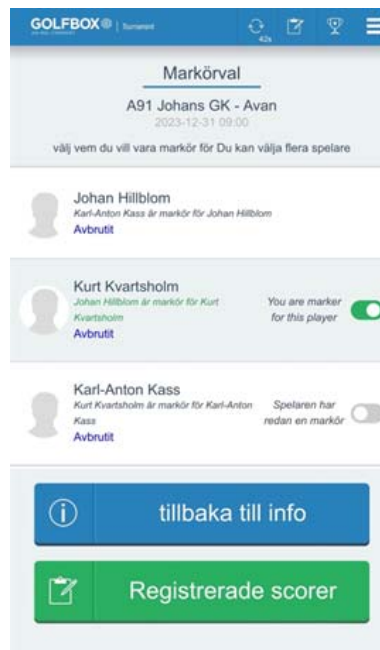 GOLFBOX
42s
Markörval
A91 Johans GK - Avan
2023-12-31 09:00
välj vem du vill vara markör för Du kan välja flera spelare
Johan Hillblom
Karl-Anton Kass är markör för Johan Hillblom
Avbrutit
Kurt Kvartsholm
Johan Hillblom är markör för Kurt
Kvartsholm
Avbrutit
You are marker
for this player
Karl-Anton Kass
Kurt Kvartsholm är markör för Karl-Anton
Kass
Avbrutit
Spelaren har
redan en markör
tillbaka till info
Registrerade scorer